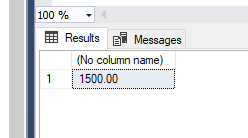 100 %
Results Messages
(No column name)
1 1500.00